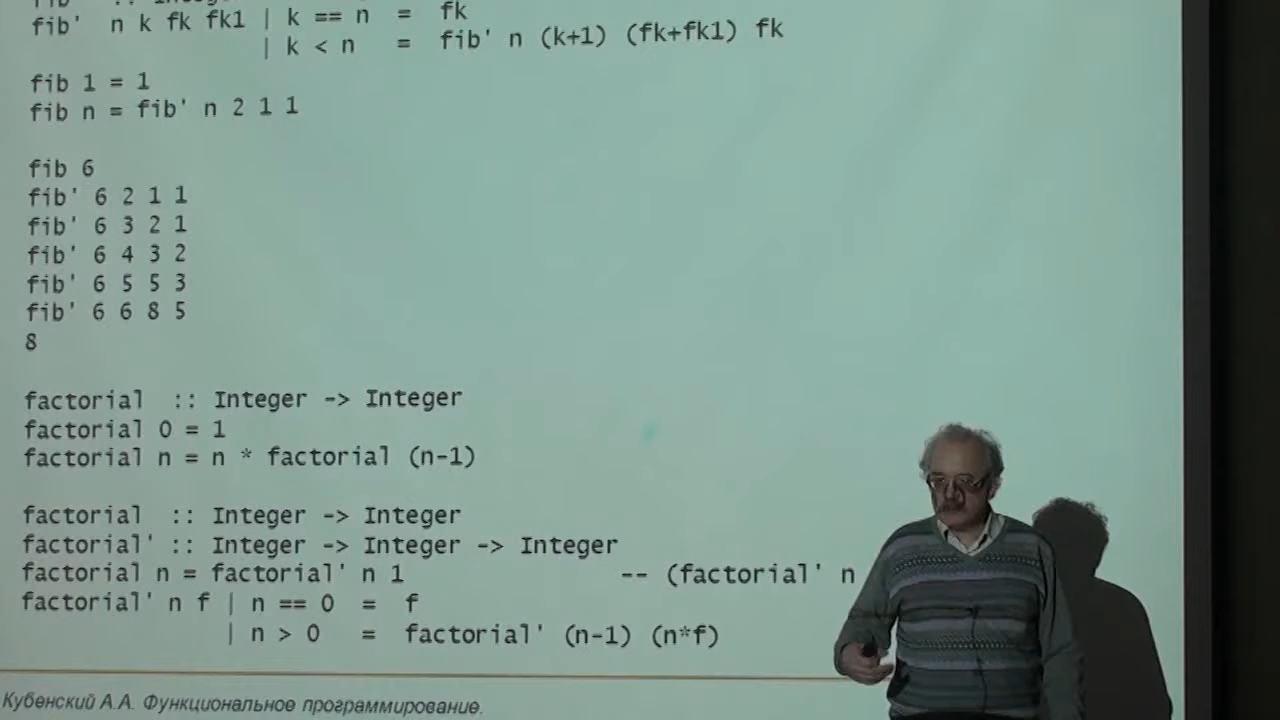 fib' n k fk fk1 | k == n = fk
| k < n = fib' n (k+1) (fk+fk1) fk
fib 1 = 1
fib n = fib' n 2 1 1
fib 6
fib' 6 2 1 1
fib' 6 3 2 1
fib' 6 4 3 2
fib' 6 5 5 3
fib' 6 6 8 5
8
factorial :: Integer -> Integer
factorial 0 = 1
factorial n = n * factorial (n-1)
factorial :: Integer -> Integer
factorial' :: Integer -> Integer -> Integer
factorial n = factorial' n 1 -- (factorial' n
factorial' n f | n == 0 = f
| n > 0 = factorial' (n-1) (n*f)
Кубенский А.А. Функциональное программирование.